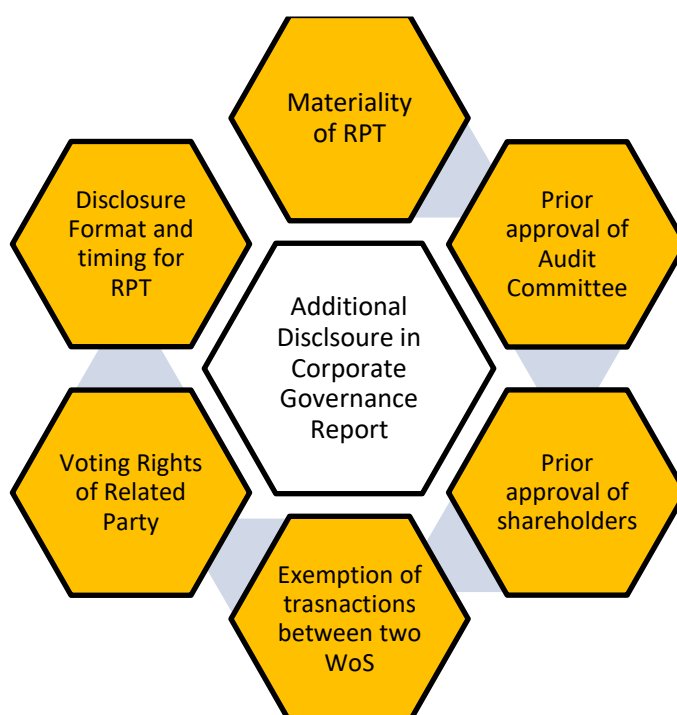 Materiality
of RPT
Prior
approval of
Audit
Committee
Prior
approval of
shareholders
Exemption of
trasnactions
between two
WoS
Voting Rights
of Related
Party
Disclosure
Format and
timing for
RPT
Additional
Disclsoure in
Corporate
Governance
Report